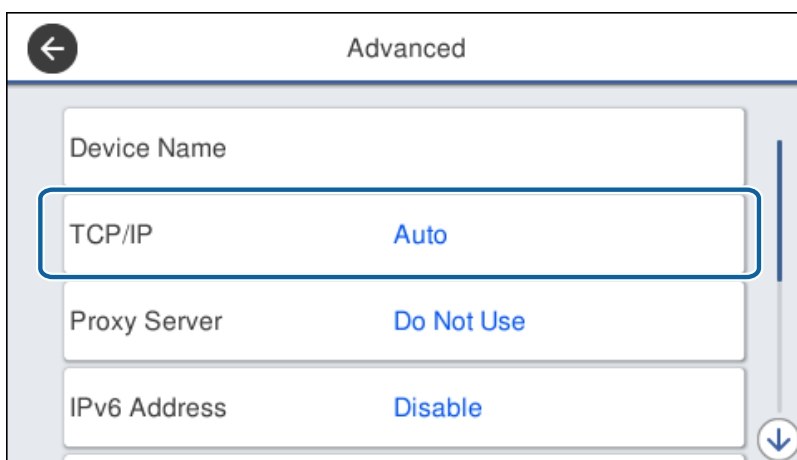 Advanced
Device Name
TCP/IP Auto
Proxy Server Do Not Use
IPv6 Address Disable